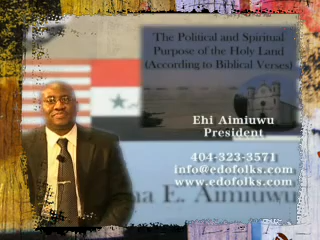 The Political and Spiritual
Purpose of the Holy Land
(According to Biblical Verses)
Ehi Aimiuwu
President
404-323-3571
info@edofolks.com
www.edofolks.com
E. Aimiuwu